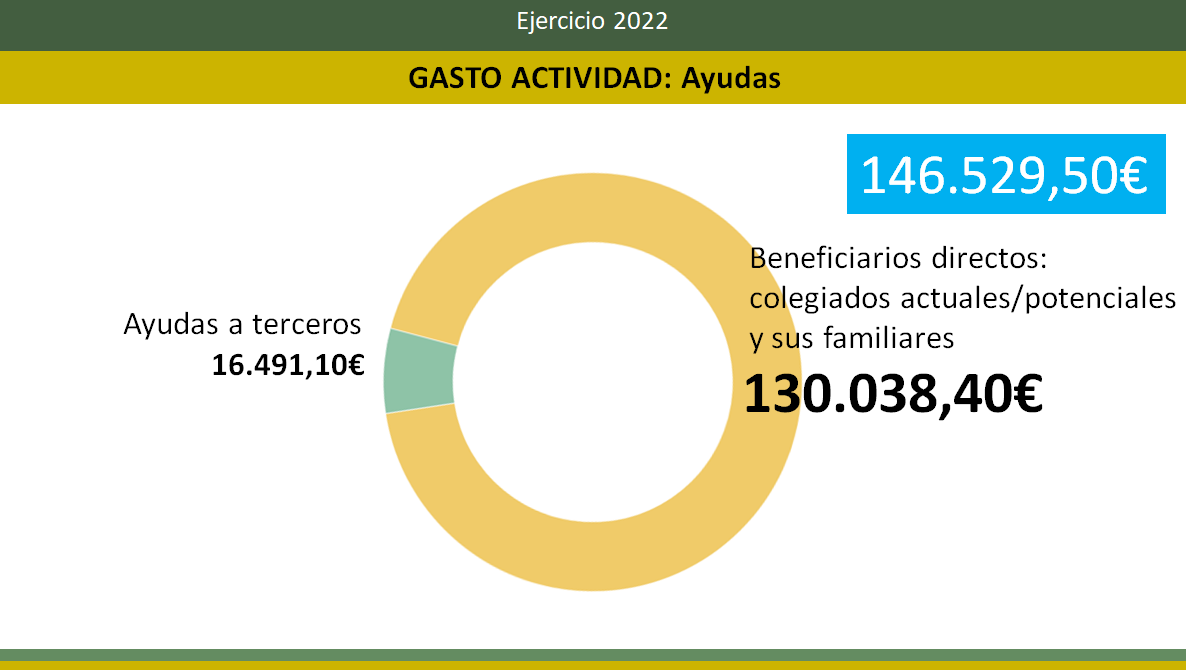 Ejercicio 2022
GASTO ACTIVIDAD: Ayudas
146.529,50€
Beneficiarios directos:
colegiados actuales/potenciales
y sus familiares
130.038,40€
Ayudas a terceros
16.491,10€